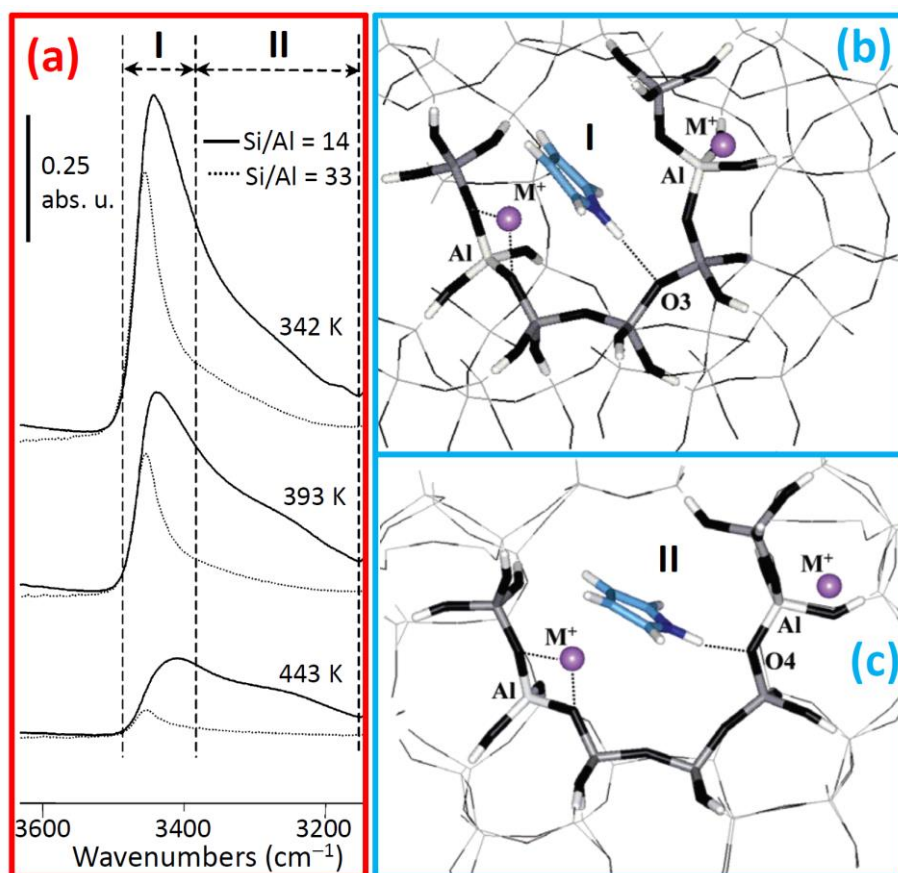 (a)
I II
Si/Al = 14
Si/Al = 33
0.25
abs. u.
342 K
393 K
443 K
3600 3400 3200
Wavenumbers (cm⁻¹)
(b)
I
M⁺
Al
M⁺
Al
O3
II
M⁺
M⁺
Al
O4
Al
(c)